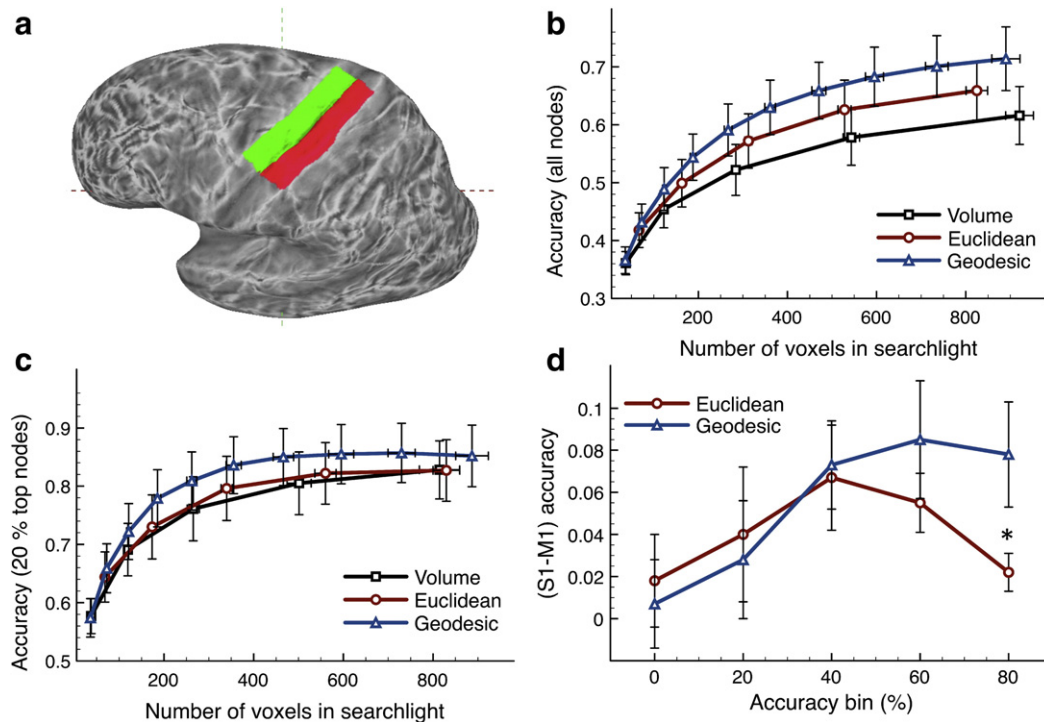 a
b
Accuracy (all nodes)
0.7
0.6
0.5
0.4
0.3
Volume
Euclidean
Geodesic
200 400 600 800
Number of voxels in searchlight
c
Accuracy (20 % top nodes)
0.9
0.8
0.7
0.6
0.5
Volume
Euclidean
Geodesic
200 400 600 800
Number of voxels in searchlight
d
(S1-M1) accuracy
0.1
0.08
0.06
0.04
0.02
0
Euclidean
Geodesic
*
0 20 40 60 80
Accuracy bin (%)